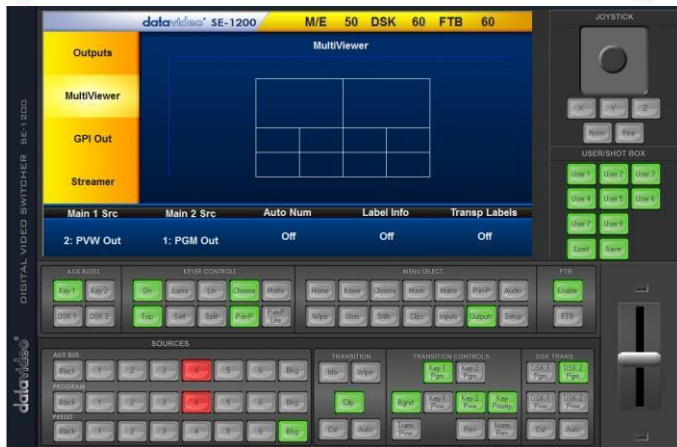 datavideo SE-1200 M/E 50 DSK 60 FTB 60
JOYSTICK
Outputs
MultiViewer
GPI Out
Streamer
MultiViewer
X Y Z
Norm Fine
USER/SHOT BOX
User 1 User 2 User 3
User 4 User 5 User 6
User 7 User 8
Load Save
Main 1 Src Main 2 Src Auto Num Label Info Transp Labels
2: PVW Out 1: PGM Out Off Off Off
DIGITAL VIDEO SWITCHER SE-1200
datavideo
AUX BUSES KEYER CONTROLS MENU SELECT FTB
Key 1 Key 2 On Luma Lin Chroma Matte Home Keyer Chroma Mask Matte P-in-P Audio Enable
DSK 1 DSK 2 Top Self Split P-in-P P-in-P Lite Wipe User Stills Clips Inputs Outputs Setup FTB
SOURCES
AUX BUS
Black 1 2 3 4 5 6 Bkg
PROGRAM
Black 1 2 3 4 5 6 Bkg
PRESET
Black 1 2 3 4 5 6 Bkg
TRANSITION
Mix Wipe
Clip
Cut Auto
TRANSITION CONTROLS
Key 1 Pgm Key 2 Pgm
Bgnd Key 1 Pvw Key 2 Pvw Key Priority
Trans Pvw Rev Norm Rev
DSK TRANS
DSK 1 Pgm DSK 2 Pgm
DSK 1 Pvw DSK 2 Pvw
Cut Auto